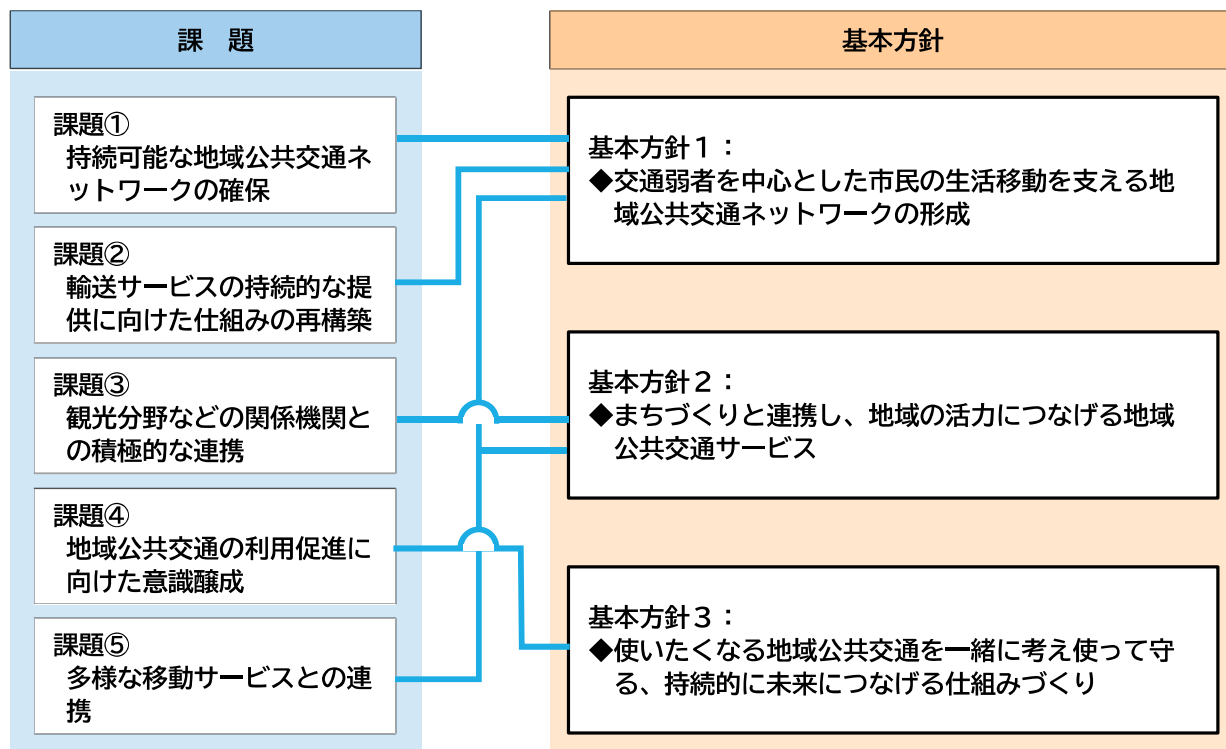 課　題
課題①
持続可能な地域公共交通ネ
ットワークの確保
課題②
輸送サービスの持続的な提
供に向けた仕組みの再構築
課題③
観光分野などの関係機関と
の積極的な連携
課題④
地域公共交通の利用促進に
向けた意識醸成
課題⑤
多様な移動サービスとの連
携
基本方針
基本方針１：
◆交通弱者を中心とした市民の生活移動を支える地
域公共交通ネットワークの形成
基本方針２：
◆まちづくりと連携し、地域の活力につなげる地域
公共交通サービス
基本方針３：
◆使いたくなる地域公共交通を一緒に考え使って守
る、持続的に未来につなげる仕組みづくり